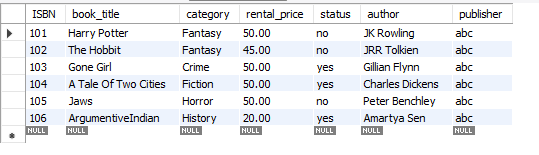 ISBN book_title category rental_price status author publisher
101 Harry Potter Fantasy 50.00 no JK Rowling abc
102 The Hobbit Fantasy 45.00 no JRR Tolkien abc
103 Gone Girl Crime 50.00 yes Gillian Flynn abc
104 A Tale Of Two Cities Fiction 50.00 yes Charles Dickens abc
105 Jaws Horror 50.00 no Peter Benchley abc
106 ArgumentiveIndian History 20.00 yes Amartya Sen abc
NULL NULL NULL NULL NULL NULL NULL